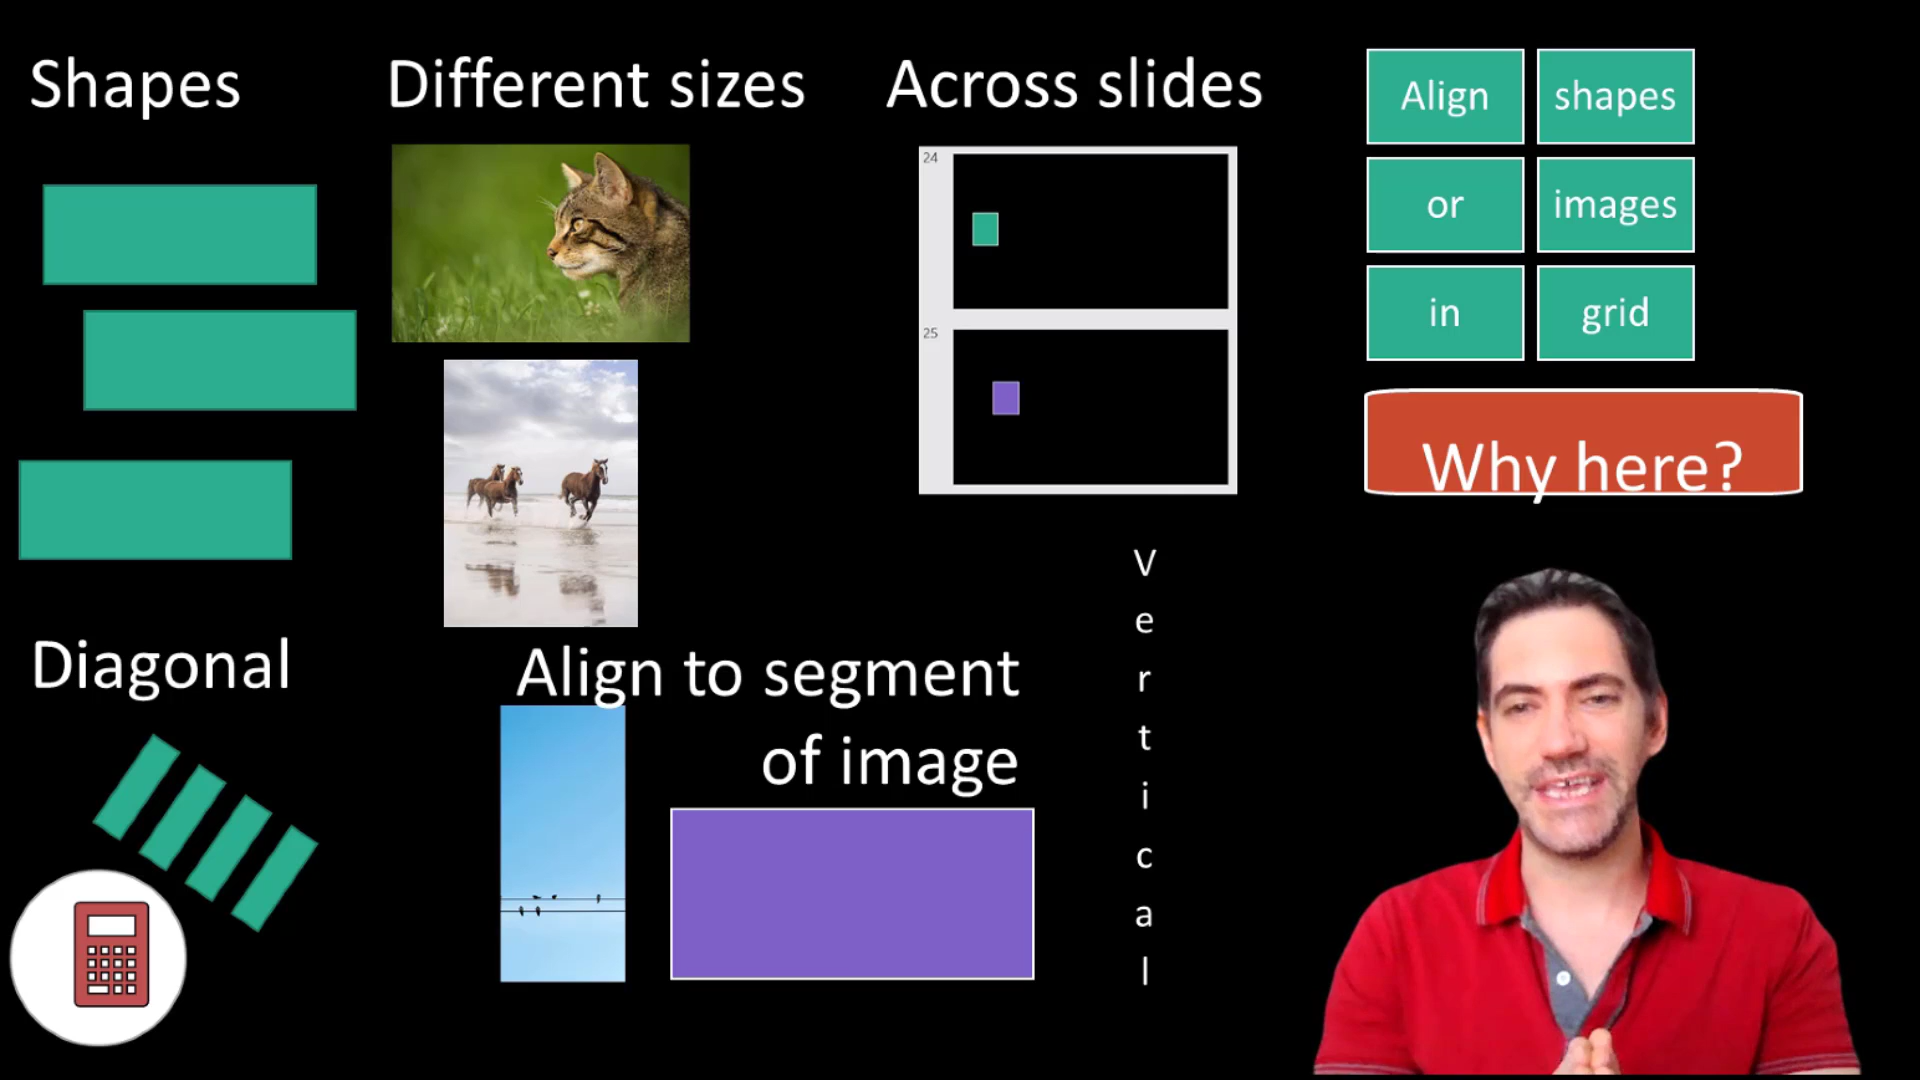 Shapes
Different sizes
Across slides
24
25
Align
shapes
or
images
in
grid
Why here?
Diagonal
Align to segment
of image
V
e
r
t
i
c
a
l